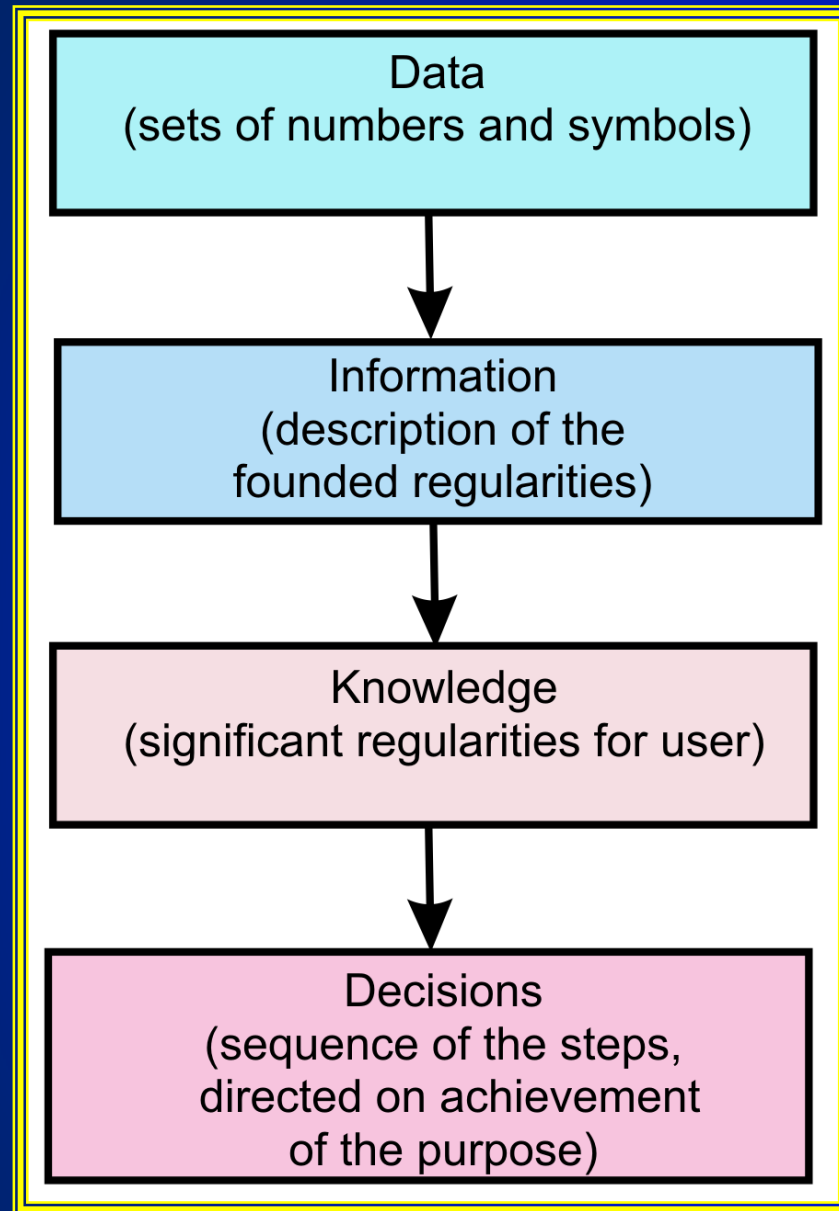 Data
(sets of numbers and symbols)
Information
(description of the
founded regularities)
Knowledge
(significant regularities for user)
Decisions
(sequence of the steps,
directed on achievement
of the purpose)